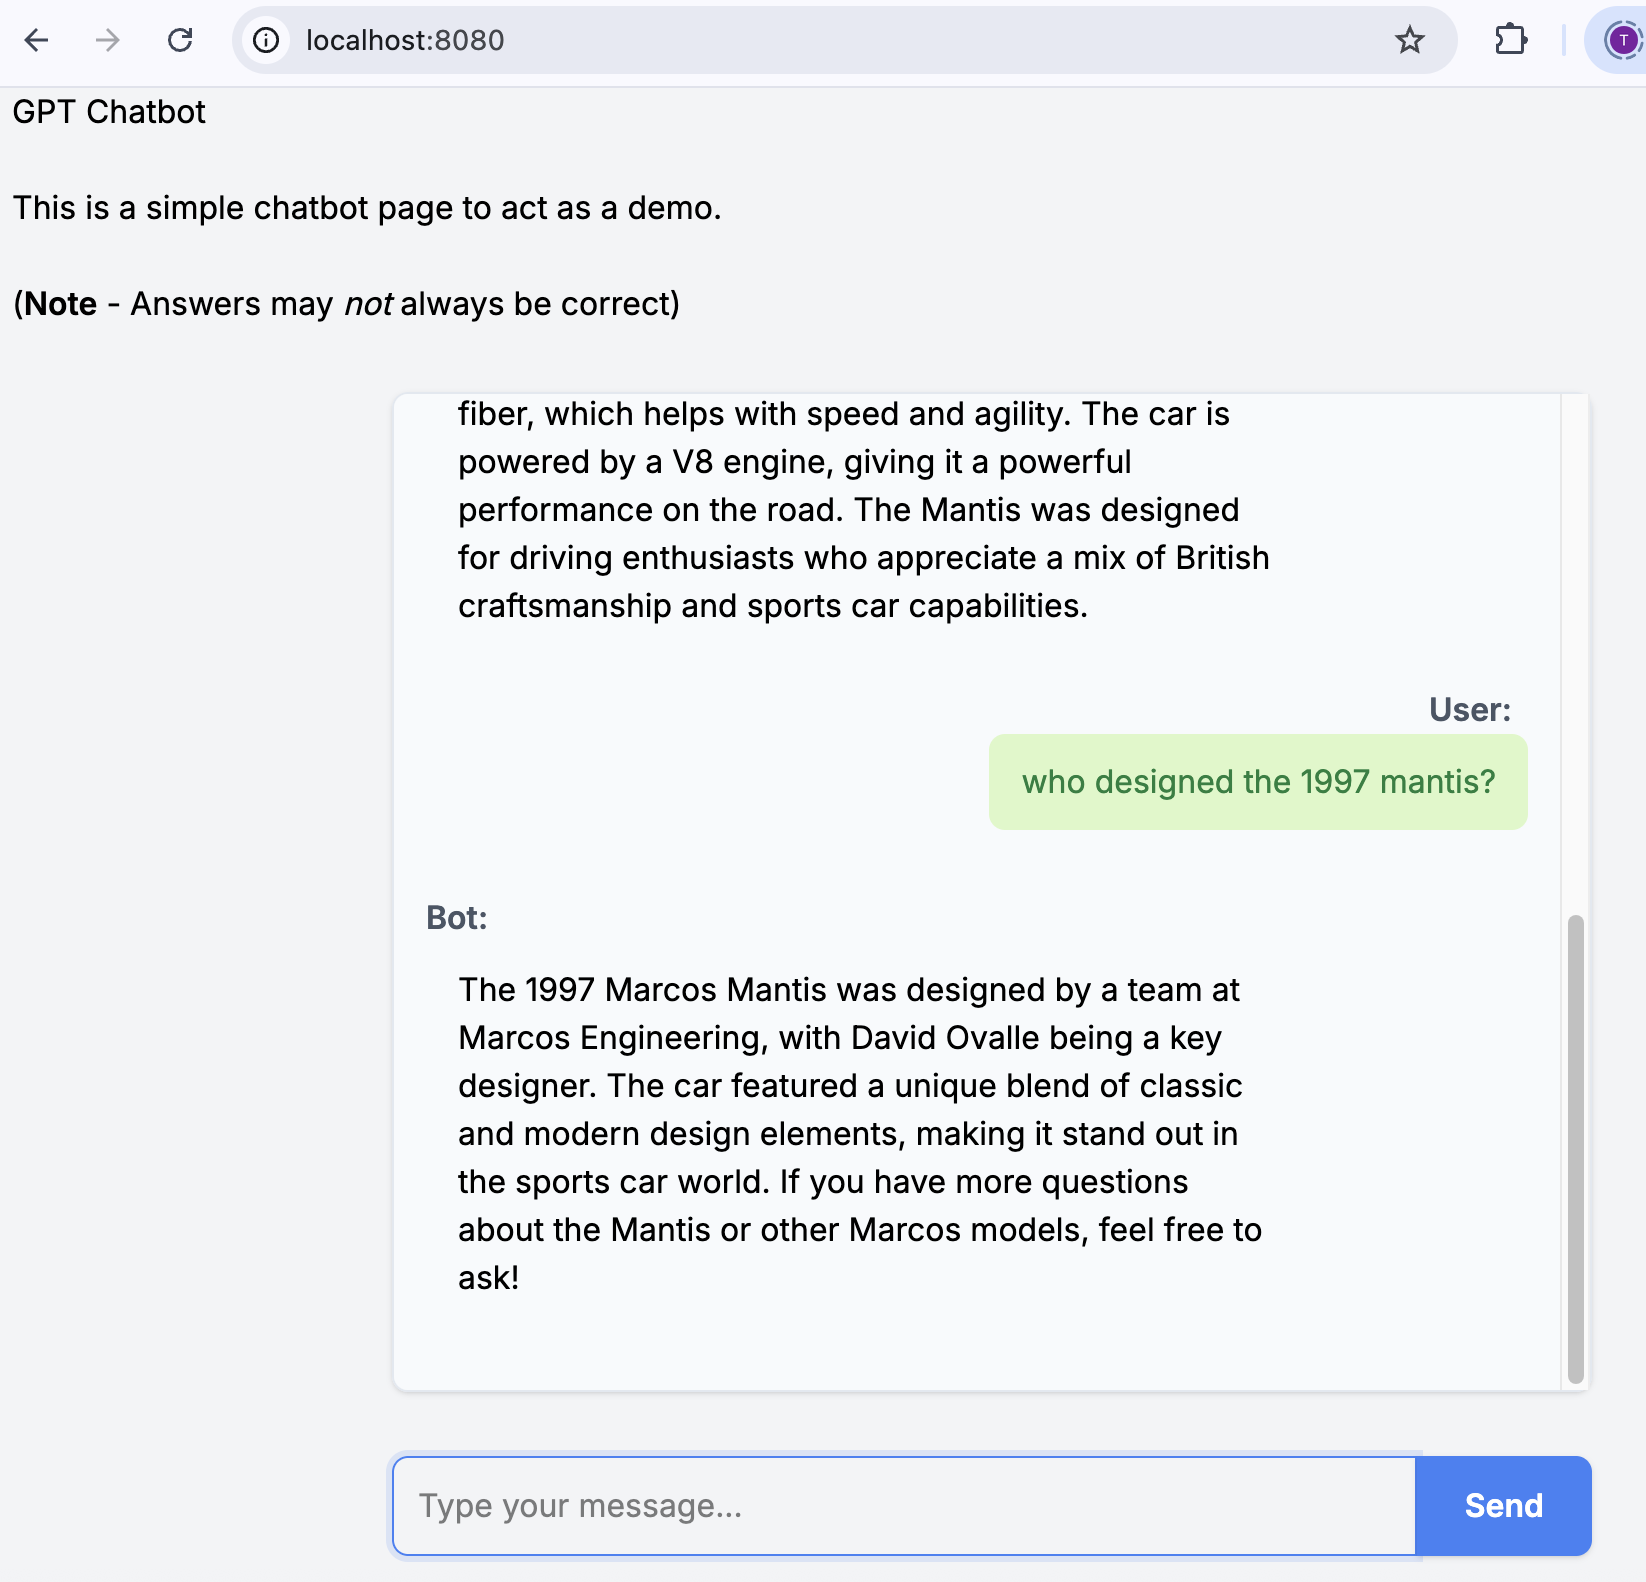 localhost:8080
T
GPT Chatbot
This is a simple chatbot page to act as a demo.
(Note - Answers may not always be correct)
fiber, which helps with speed and agility. The car is
powered by a V8 engine, giving it a powerful
performance on the road. The Mantis was designed
for driving enthusiasts who appreciate a mix of British
craftsmanship and sports car capabilities.
User:
who designed the 1997 mantis?
Bot:
The 1997 Marcos Mantis was designed by a team at
Marcos Engineering, with David Ovalle being a key
designer. The car featured a unique blend of classic
and modern design elements, making it stand out in
the sports car world. If you have more questions
about the Mantis or other Marcos models, feel free to
ask!
Type your message...
Send